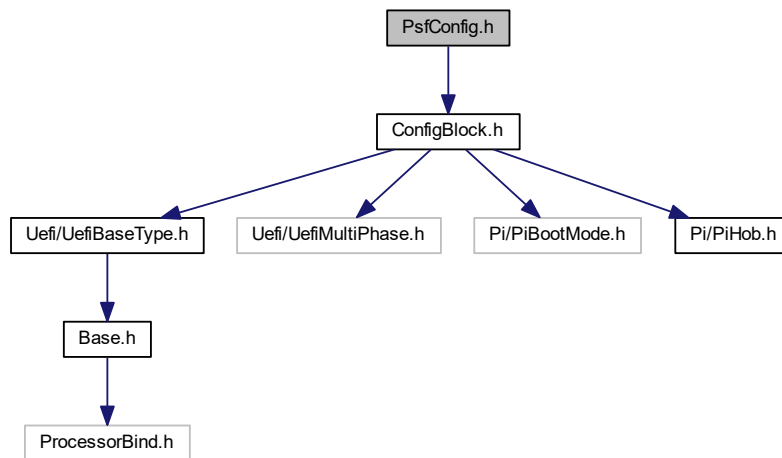 PsfConfig.h
ConfigBlock.h
Uefi/UefiBaseType.h
Uefi/UefiMultiPhase.h
Pi/PiBootMode.h
Pi/PiHob.h
Base.h
ProcessorBind.h